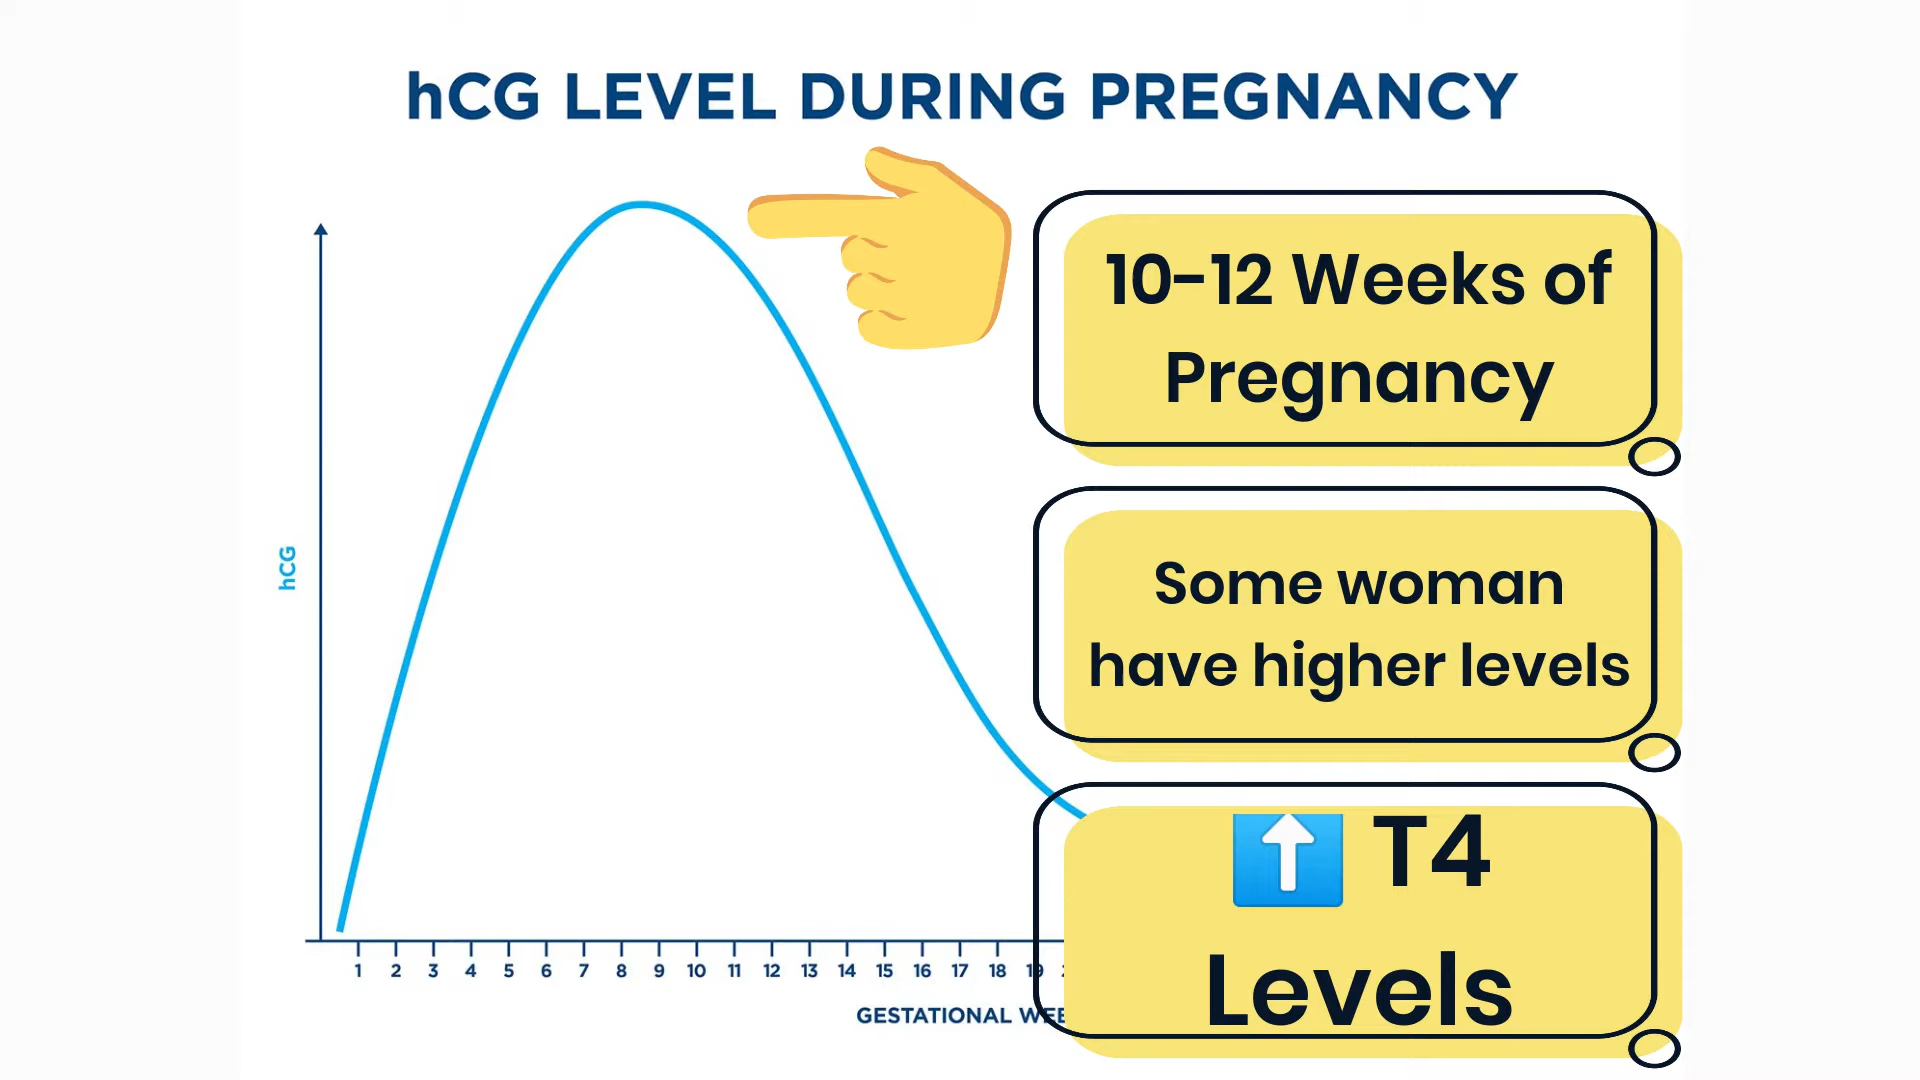 hCG LEVEL DURING PREGNANCY
10-12 Weeks of
Pregnancy
Some woman
have higher levels
T4
Levels
hCG
1 2 3 4 5 6 7 8 9 10 11 12 13 14 15 16 17 18 19
GESTATIONAL